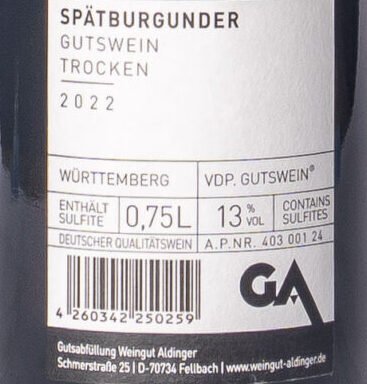 SPÄTBURGUNDER
GUTSWEIN
TROCKEN
2022
WÜRTTEMBERG VDP. GUTSWEIN®
ENTHÄLT SULFITE 0,75L 13 % VOL CONTAINS SULFITES
DEUTSCHER QUALITÄTSWEIN A.P.NR. 403 001 24
GA
4 260342 250259
Gutsabfüllung Weingut Aldinger
Schmerstraße 25 | D-70734 Fellbach | www.weingut-aldinger.de